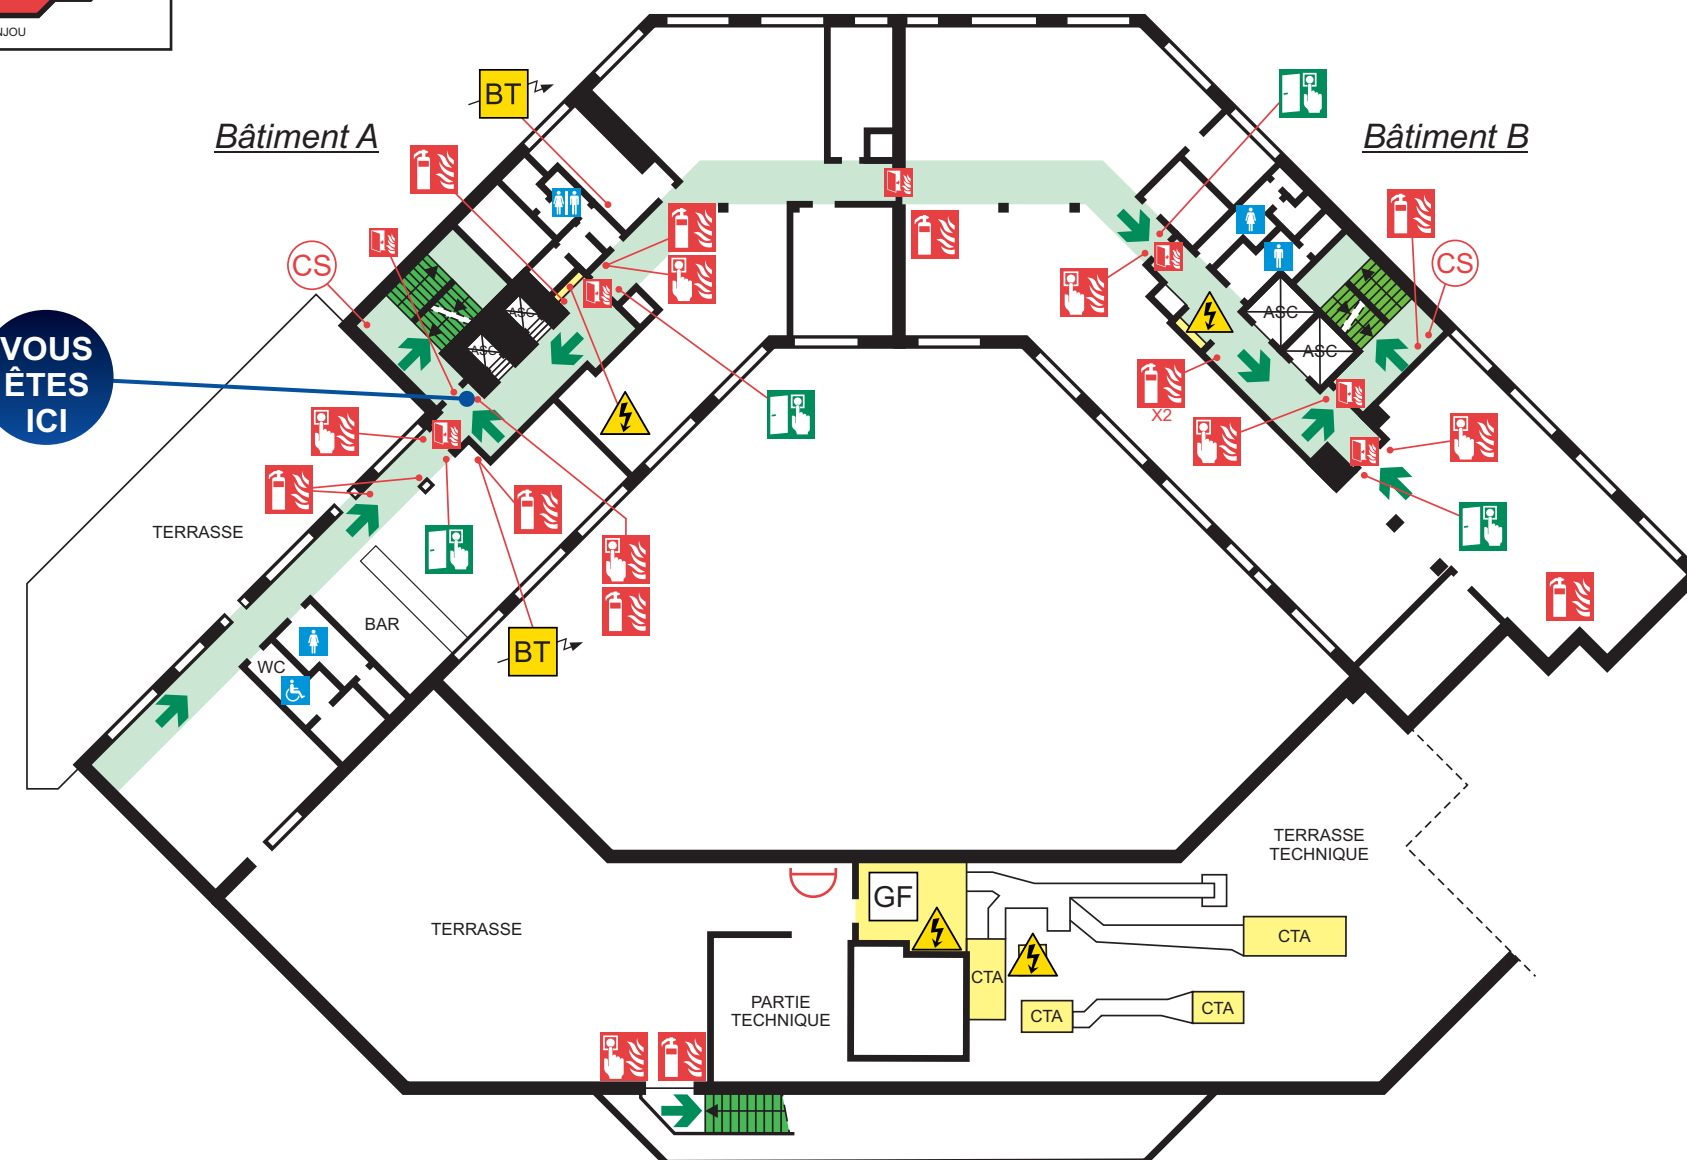 BT
Bâtiment A
Bâtiment B
CS
CS
ASC
ASC
ASC
ASC
VOUS
ÊTES
ICI
X2
TERRASSE
BAR
WC
BT
TERRASSE
TECHNIQUE
GF
TERRASSE
CTA
CTA
PARTIE
TECHNIQUE
CTA
CTA